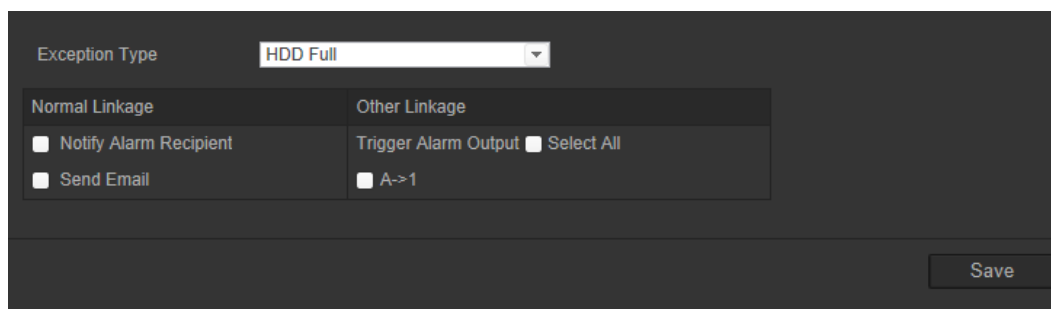 Exception Type HDD Full
Normal Linkage Other Linkage
Notify Alarm Recipient Trigger Alarm Output Select All
Send Email A->1
Save